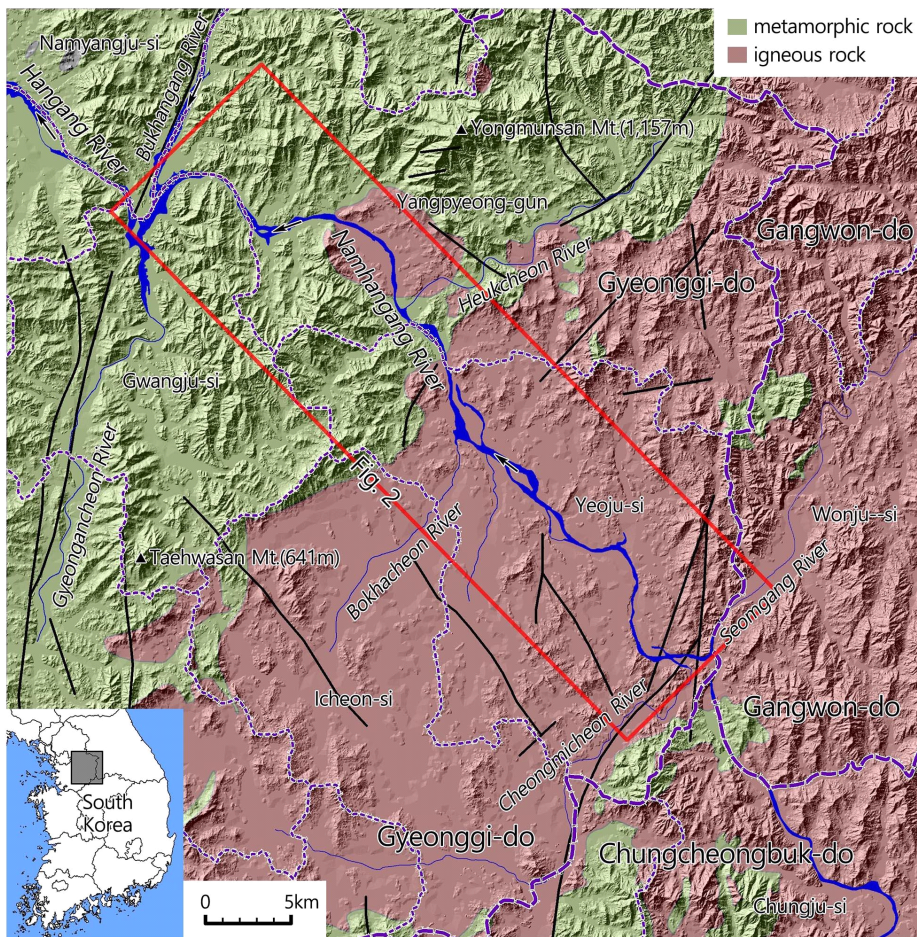 metamorphic rock
igneous rock
Namyangju-si
Bukhangang River
Hangang River
▲Yongmunsan Mt.(1,157m)
Yangpyeong-gun
Gangwon-do
Namhangang River
Heukcheon River
Gyeonggi-do
Gwangju-si
Fig. 2
Gyeongancheon River
Yeoju-si
Wonju--si
▲Taehwasan Mt.(641m)
Bokhacheon River
Seomgang River
Icheon-si
Cheongmicheon River
Gangwon-do
South
Korea
Gyeonggi-do
Chungcheongbuk-do
Chungju-si
0 5km